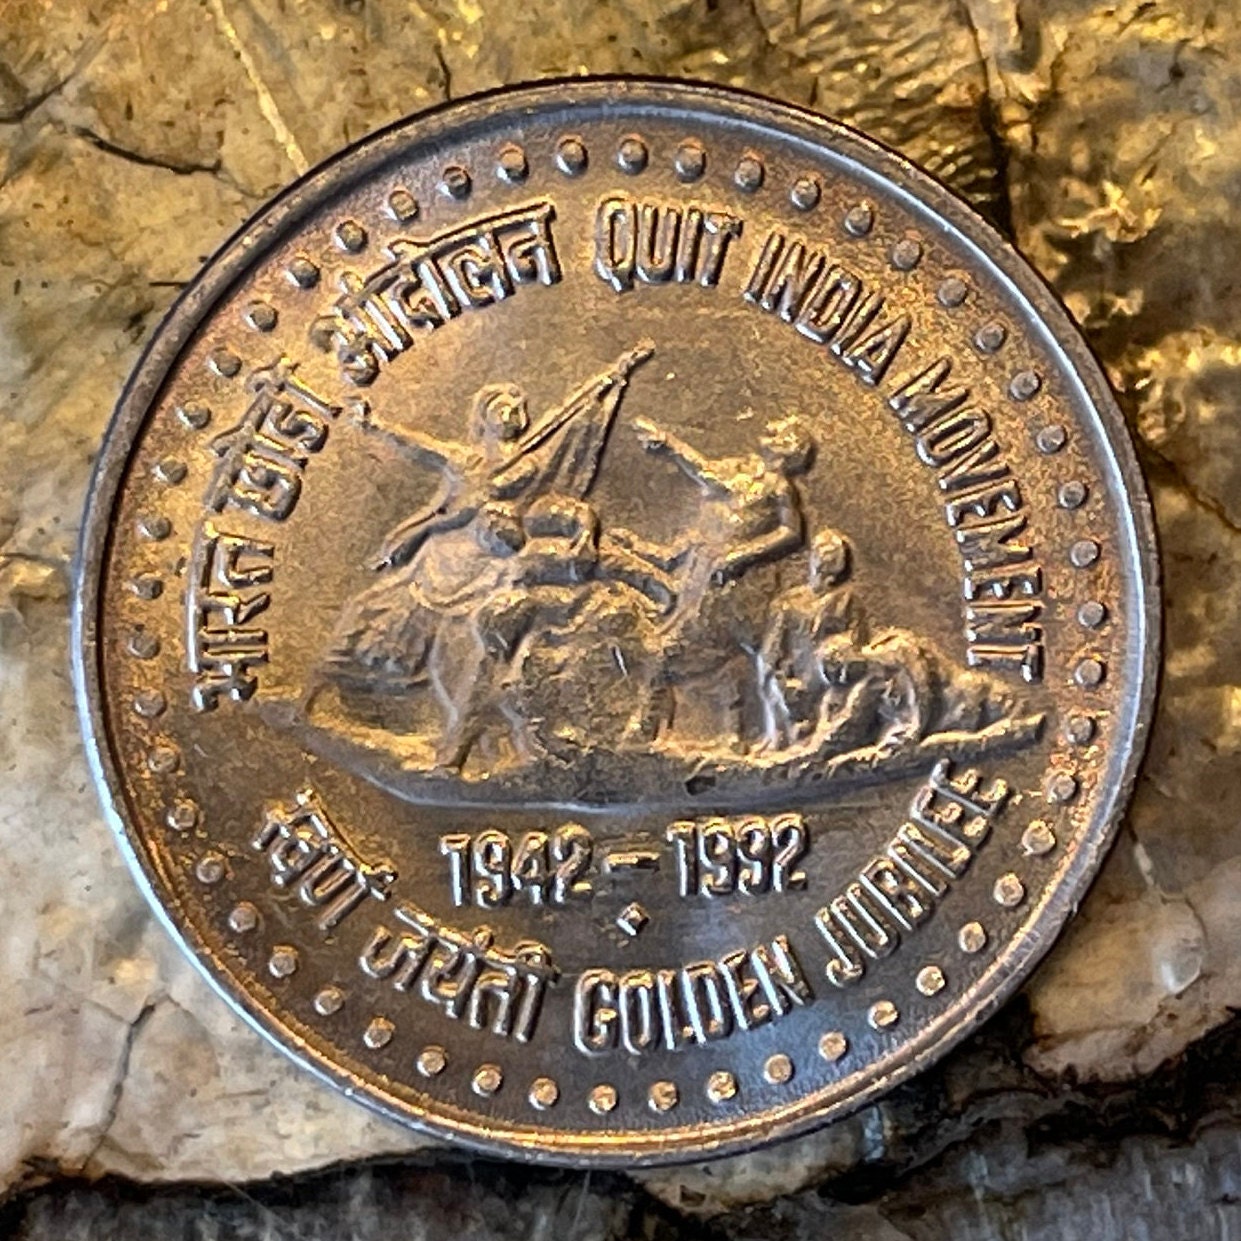 भारत छोडो आंदोलन QUIT INDIA MOVEMENT
1942-1992
स्वर्ण जयंती GOLDEN JUBILEE